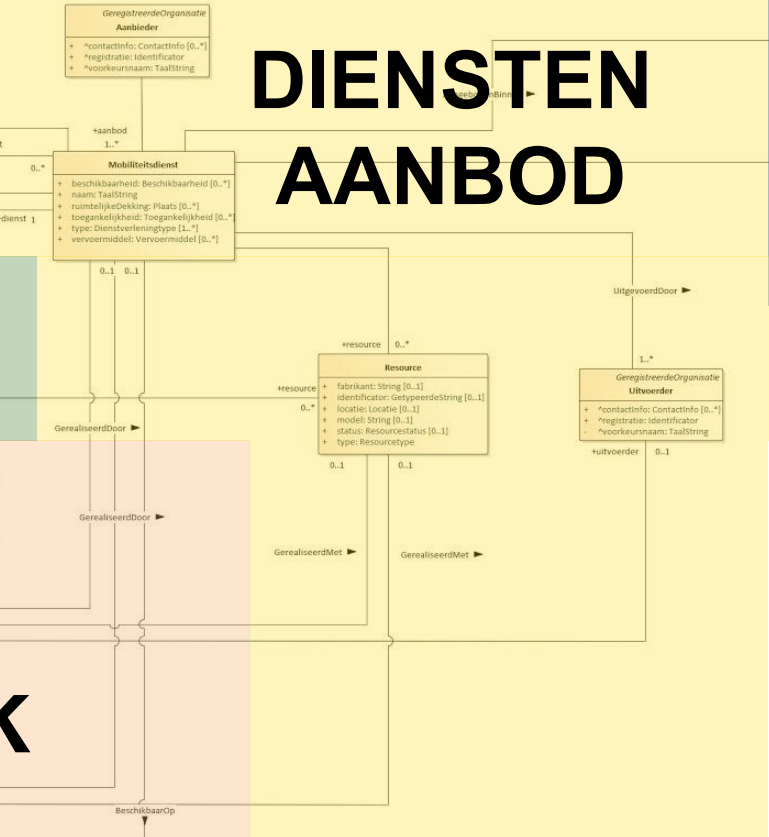 GeregistreerdeOrganisatie
Aanbieder
+ ^contactInfo: ContactInfo [0..*]
+ ^registratie: Identificator
+ ^voorkeursnaam: TaalString
DIENSTEN
AANBOD
+aanbod
1..*
t
0..*
Mobiliteitsdienst
+ beschikbaarheid: Beschikbaarheid [0..*]
+ naam: TaalString
+ ruimtelijkeDekking: Plaats [0..*]
+ toegankelijkheid: Toegankelijkheid [0..*]
+ type: Dienstverleningtype [1..*]
+ vervoermiddel: Vervoermiddel [0..*]
dienst 1
0..1 0..1
UitgevoerdDoor
+resource 0..*
1..*
Resource
+ fabrikant: String [0..1]
+ identificator: GetypeerdeString [0..1]
+ locatie: Locatie [0..1]
+ model: String [0..1]
+ status: Resourcestatus [0..1]
+ type: Resourcetype
+resource
0..*
GeregistreerdeOrganisatie
Uitvoerder
+ ^contactInfo: ContactInfo [0..*]
+ ^registratie: Identificator
- ^voorkeursnaam: TaalString
GerealiseerdDoor
+uitvoerder 0..1
0..1 0..1
GerealiseerdDoor
GerealiseerdMet
GerealiseerdMet
K
BeschikbaarOp